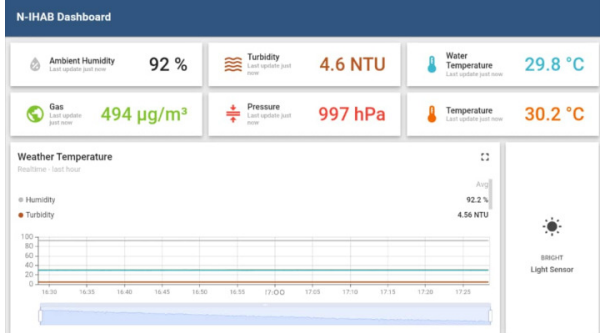 N-IHAB Dashboard
Ambient Humidity
Last update just now
92 %
Turbidity
Last update just
now
4.6 NTU
Water
Temperature
Last update just now
29.8 °C
Gas
Last update
just now
494 µg/m³
Pressure
Last update just
now
997 hPa
Temperature
Last update just now
30.2 °C
Weather Temperature
Realtime - last hour
Avg
Humidity
92.2 %
Turbidity
4.56 NTU
100
80
60
40
20
0
16:30 16:35 16:40 16:45 16:50 16:55 17:00 17:05 17:10 17:15 17:20 17:25
BRIGHT
Light Sensor